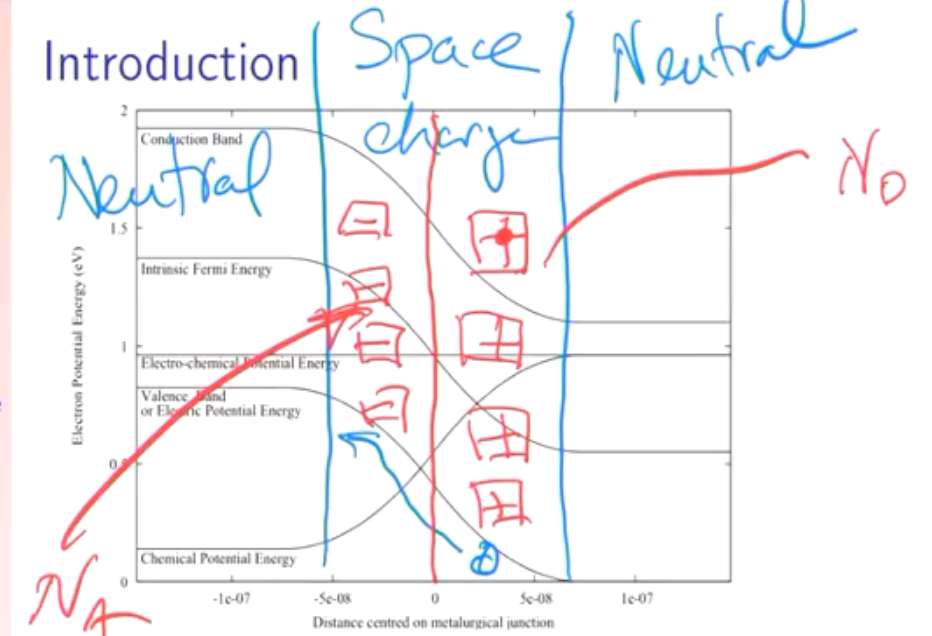 Introduction
Space
charge
Neutral
Neutral
N_D
2
1.5
1
0
Electron Potential Energy (eV)
Conduction Band
Intrinsic Fermi Energy
Electro-chemical Potential Energy
Valence Band
or Electric Potential Energy
Chemical Potential Energy
N_A
-1e-07
-5e-08
0
5e-08
1e-07
Distance centred on metalurgical junction